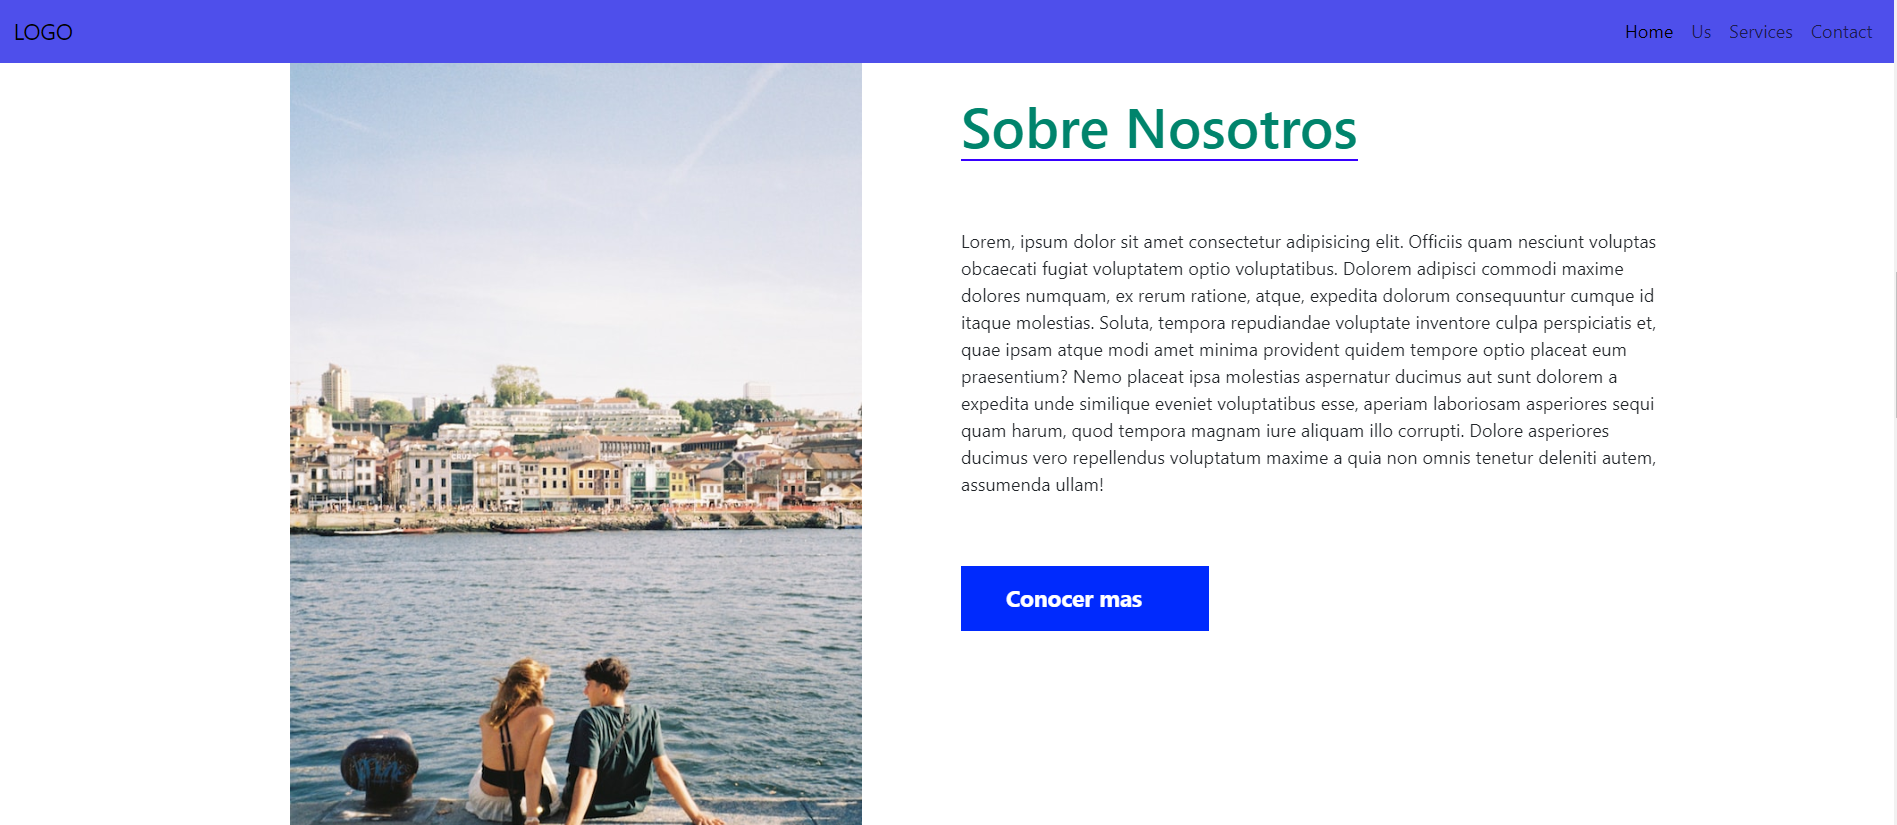 LOGO
Home Us Services Contact
Sobre Nosotros
Lorem, ipsum dolor sit amet consectetur adipisicing elit. Officiis quam nesciunt voluptas
obcaecati fugiat voluptatem optio voluptatibus. Dolorem adipisci commodi maxime
dolores numquam, ex rerum ratione, atque, expedita dolorum consequuntur cumque id
itaque molestias. Soluta, tempora repudiandae voluptate inventore culpa perspiciatis et,
quae ipsam atque modi amet minima provident quidem tempore optio placeat eum
praesentium? Nemo placeat ipsa molestias aspernatur ducimus aut sunt dolorem a
expedita unde similique eveniet voluptatibus esse, aperiam laboriosam asperiores sequi
quam harum, quod tempora magnam iure aliquam illo corrupti. Dolore asperiores
ducimus vero repellendus voluptatum maxime a quia non omnis tenetur deleniti autem,
assumenda ullam!
Conocer mas